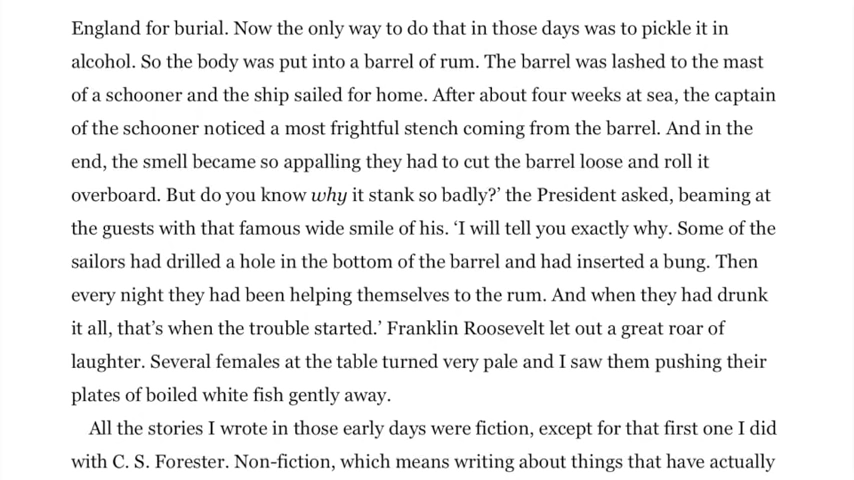 England for burial. Now the only way to do that in those days was to pickle it in
alcohol. So the body was put into a barrel of rum. The barrel was lashed to the mast
of a schooner and the ship sailed for home. After about four weeks at sea, the captain
of the schooner noticed a most frightful stench coming from the barrel. And in the
end, the smell became so appalling they had to cut the barrel loose and roll it
overboard. But do you know why it stank so badly?’ the President asked, beaming at
the guests with that famous wide smile of his. ‘I will tell you exactly why. Some of the
sailors had drilled a hole in the bottom of the barrel and had inserted a bung. Then
every night they had been helping themselves to the rum. And when they had drunk
it all, that’s when the trouble started.’ Franklin Roosevelt let out a great roar of
laughter. Several females at the table turned very pale and I saw them pushing their
plates of boiled white fish gently away.
All the stories I wrote in those early days were fiction, except for that first one I did
with C. S. Forester. Non-fiction, which means writing about things that have actually